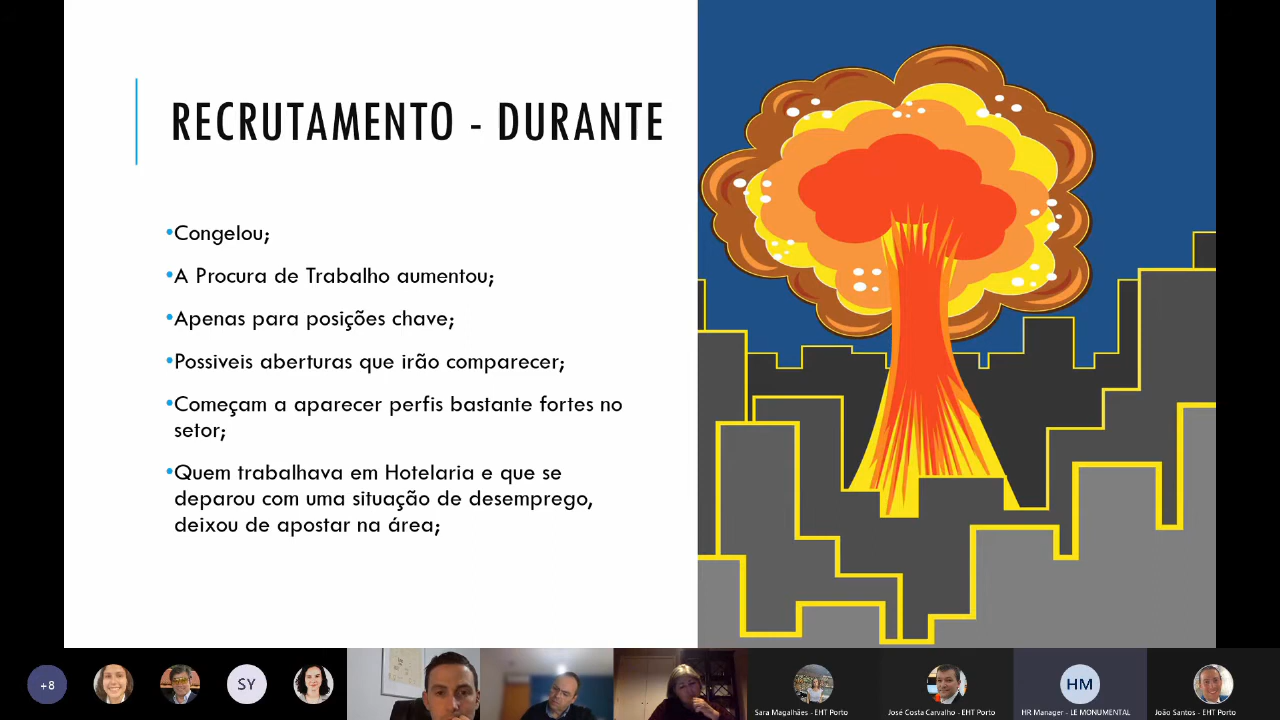 RECRUTAMENTO - DURANTE
•Congelou;
•A Procura de Trabalho aumentou;
•Apenas para posições chave;
•Possiveis aberturas que irão comparecer;
•Começam a aparecer perfis bastante fortes no
setor;
•Quem trabalhava em Hotelaria e que se
deparou com uma situação de desemprego,
deixou de apostar na área;
+8
SY
HM
Sara Magalhães - EHT Porto
José Costa Carvalho - EHT Porto
HR Manager - LE MONUMENTAL
João Santos - EHT Porto